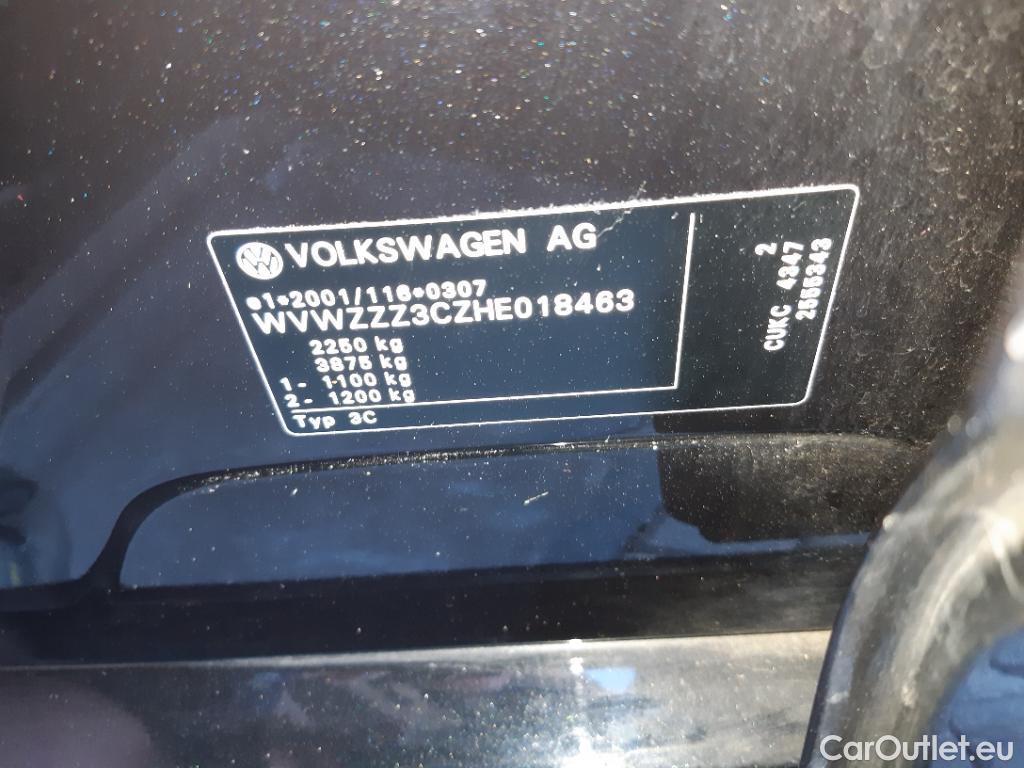 VOLKSWAGEN AG
e1*2001/116*0307
WVWZZZ3CZHE018463
2250 kg
3875 kg
1- 1100 kg
2- 1200 kg
Typ 3C
2
CUKC 4347
2565343
CarOutlet.eu